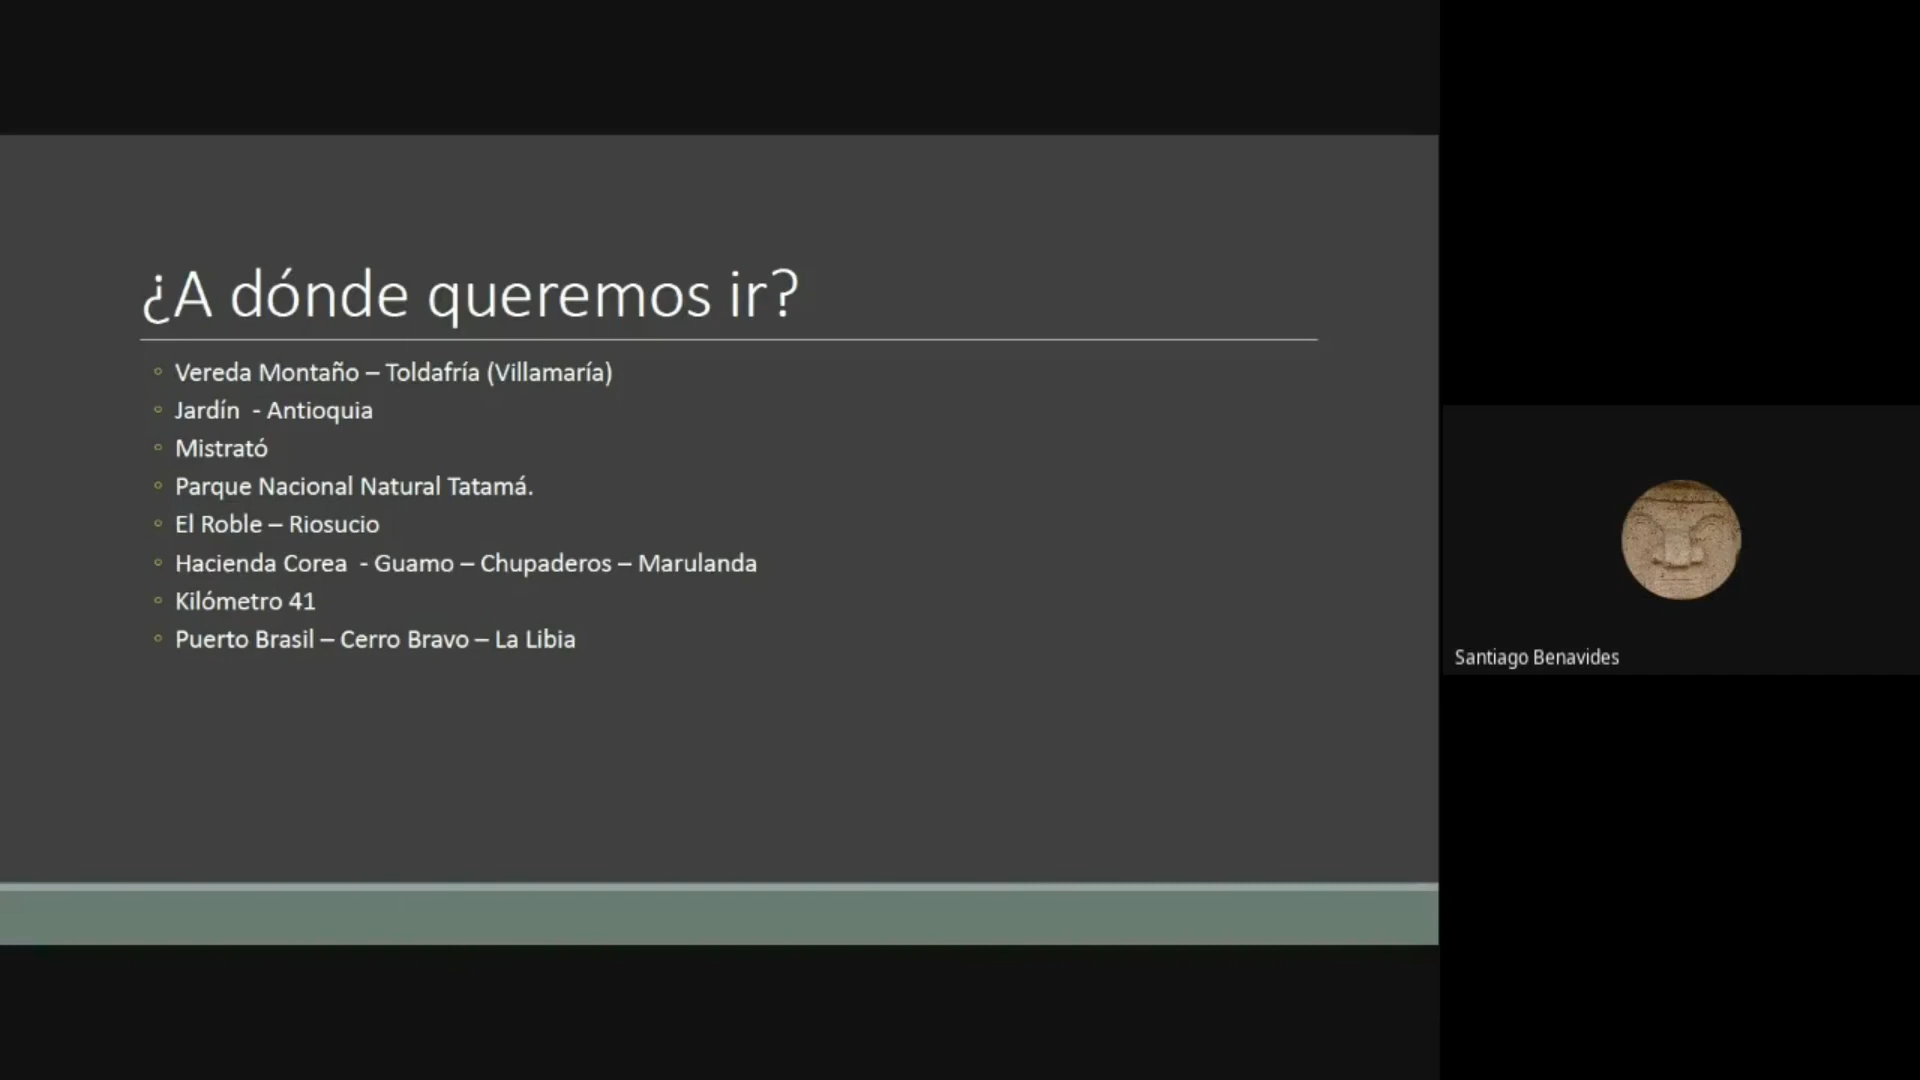 ¿A dónde queremos ir?
Vereda Montaño – Toldafría (Villamaría)
Jardín - Antioquia
Mistrató
Parque Nacional Natural Tatamá.
El Roble – Riosucio
Hacienda Corea - Guamo – Chupaderos – Marulanda
Kilómetro 41
Puerto Brasil – Cerro Bravo – La Libia
Santiago Benavides